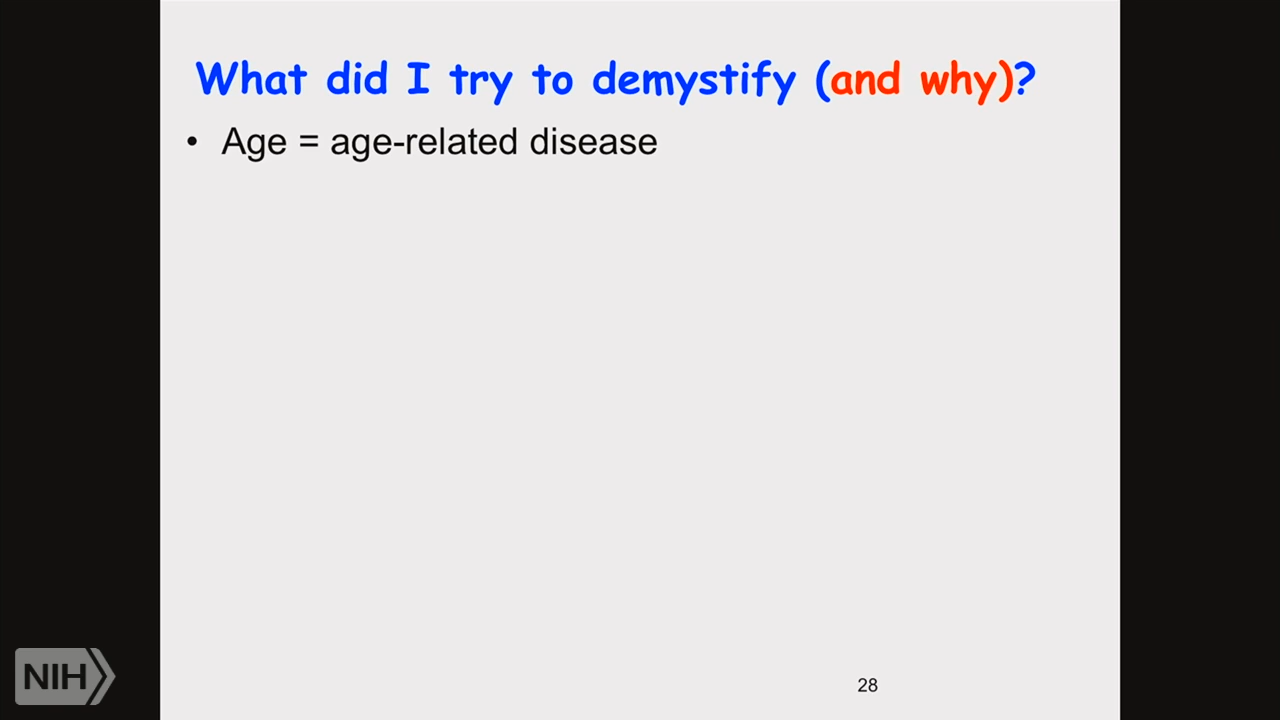 What did I try to demystify (and why)?
• Age = age-related disease
NIH
28